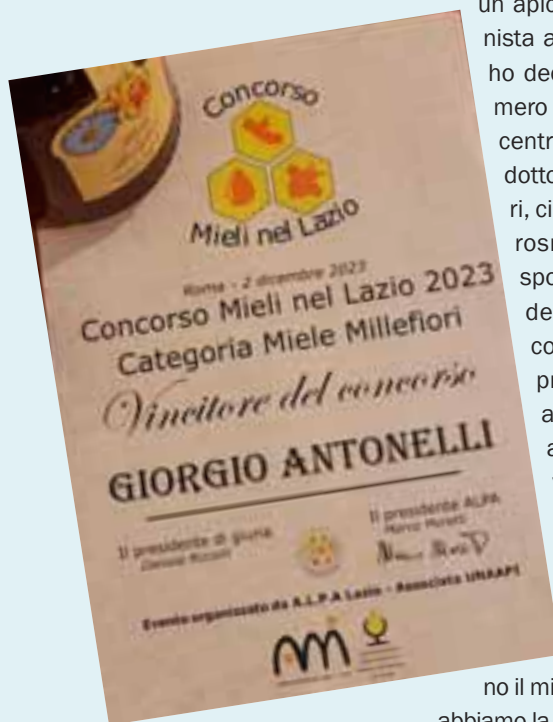 un apic
nista a
ho dec
mero
centr
dotto
ri, ci
rosm
spo
de
co
pr
a
a
Concorso
Mieli nel Lazio
Roma - 2 dicembre 2023
Concorso Mieli nel Lazio 2023
Categoria Miele Millefiori
Vincitore del concorso
GIORGIO ANTONELLI
Il presidente di giuria
Il presidente ALPA
Evento organizzato da A.L.P.A Lazio - Associata UNAAPI
no il mi
abbiamo la